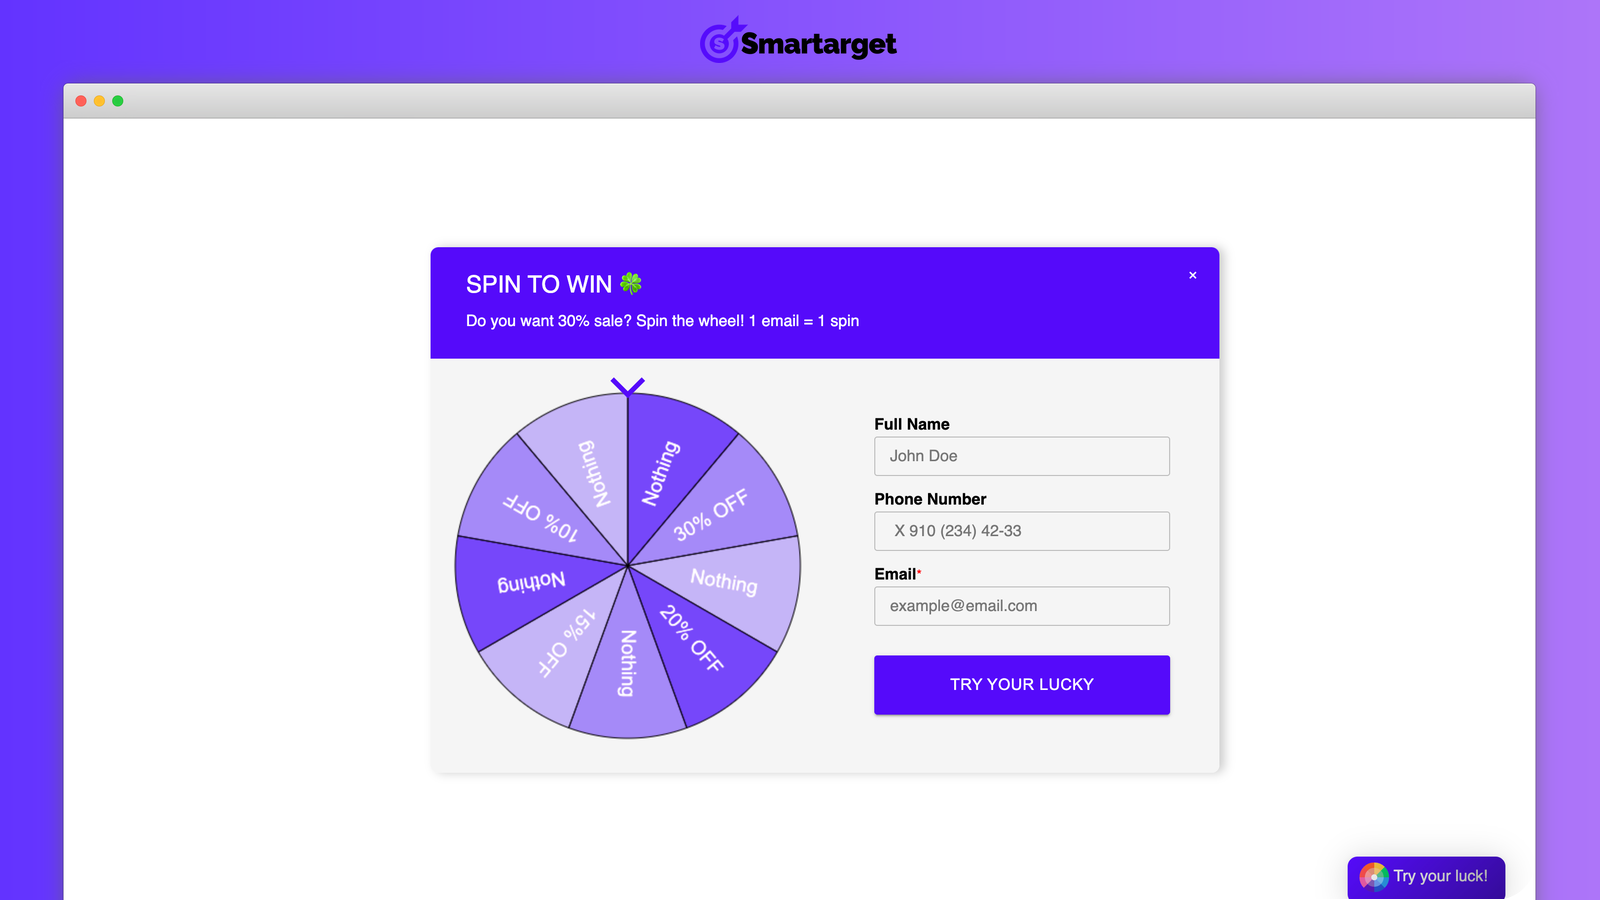 Smartarget
SPIN TO WIN 🍀
×
Do you want 30% sale? Spin the wheel! 1 email = 1 spin
Nothing
30% OFF
Nothing
20% OFF
Nothing
15% OFF
Nothing
10% OFF
Nothing
Full Name
John Doe
Phone Number
X 910 (234) 42-33
Email*
example@email.com
TRY YOUR LUCKY
Try your luck!